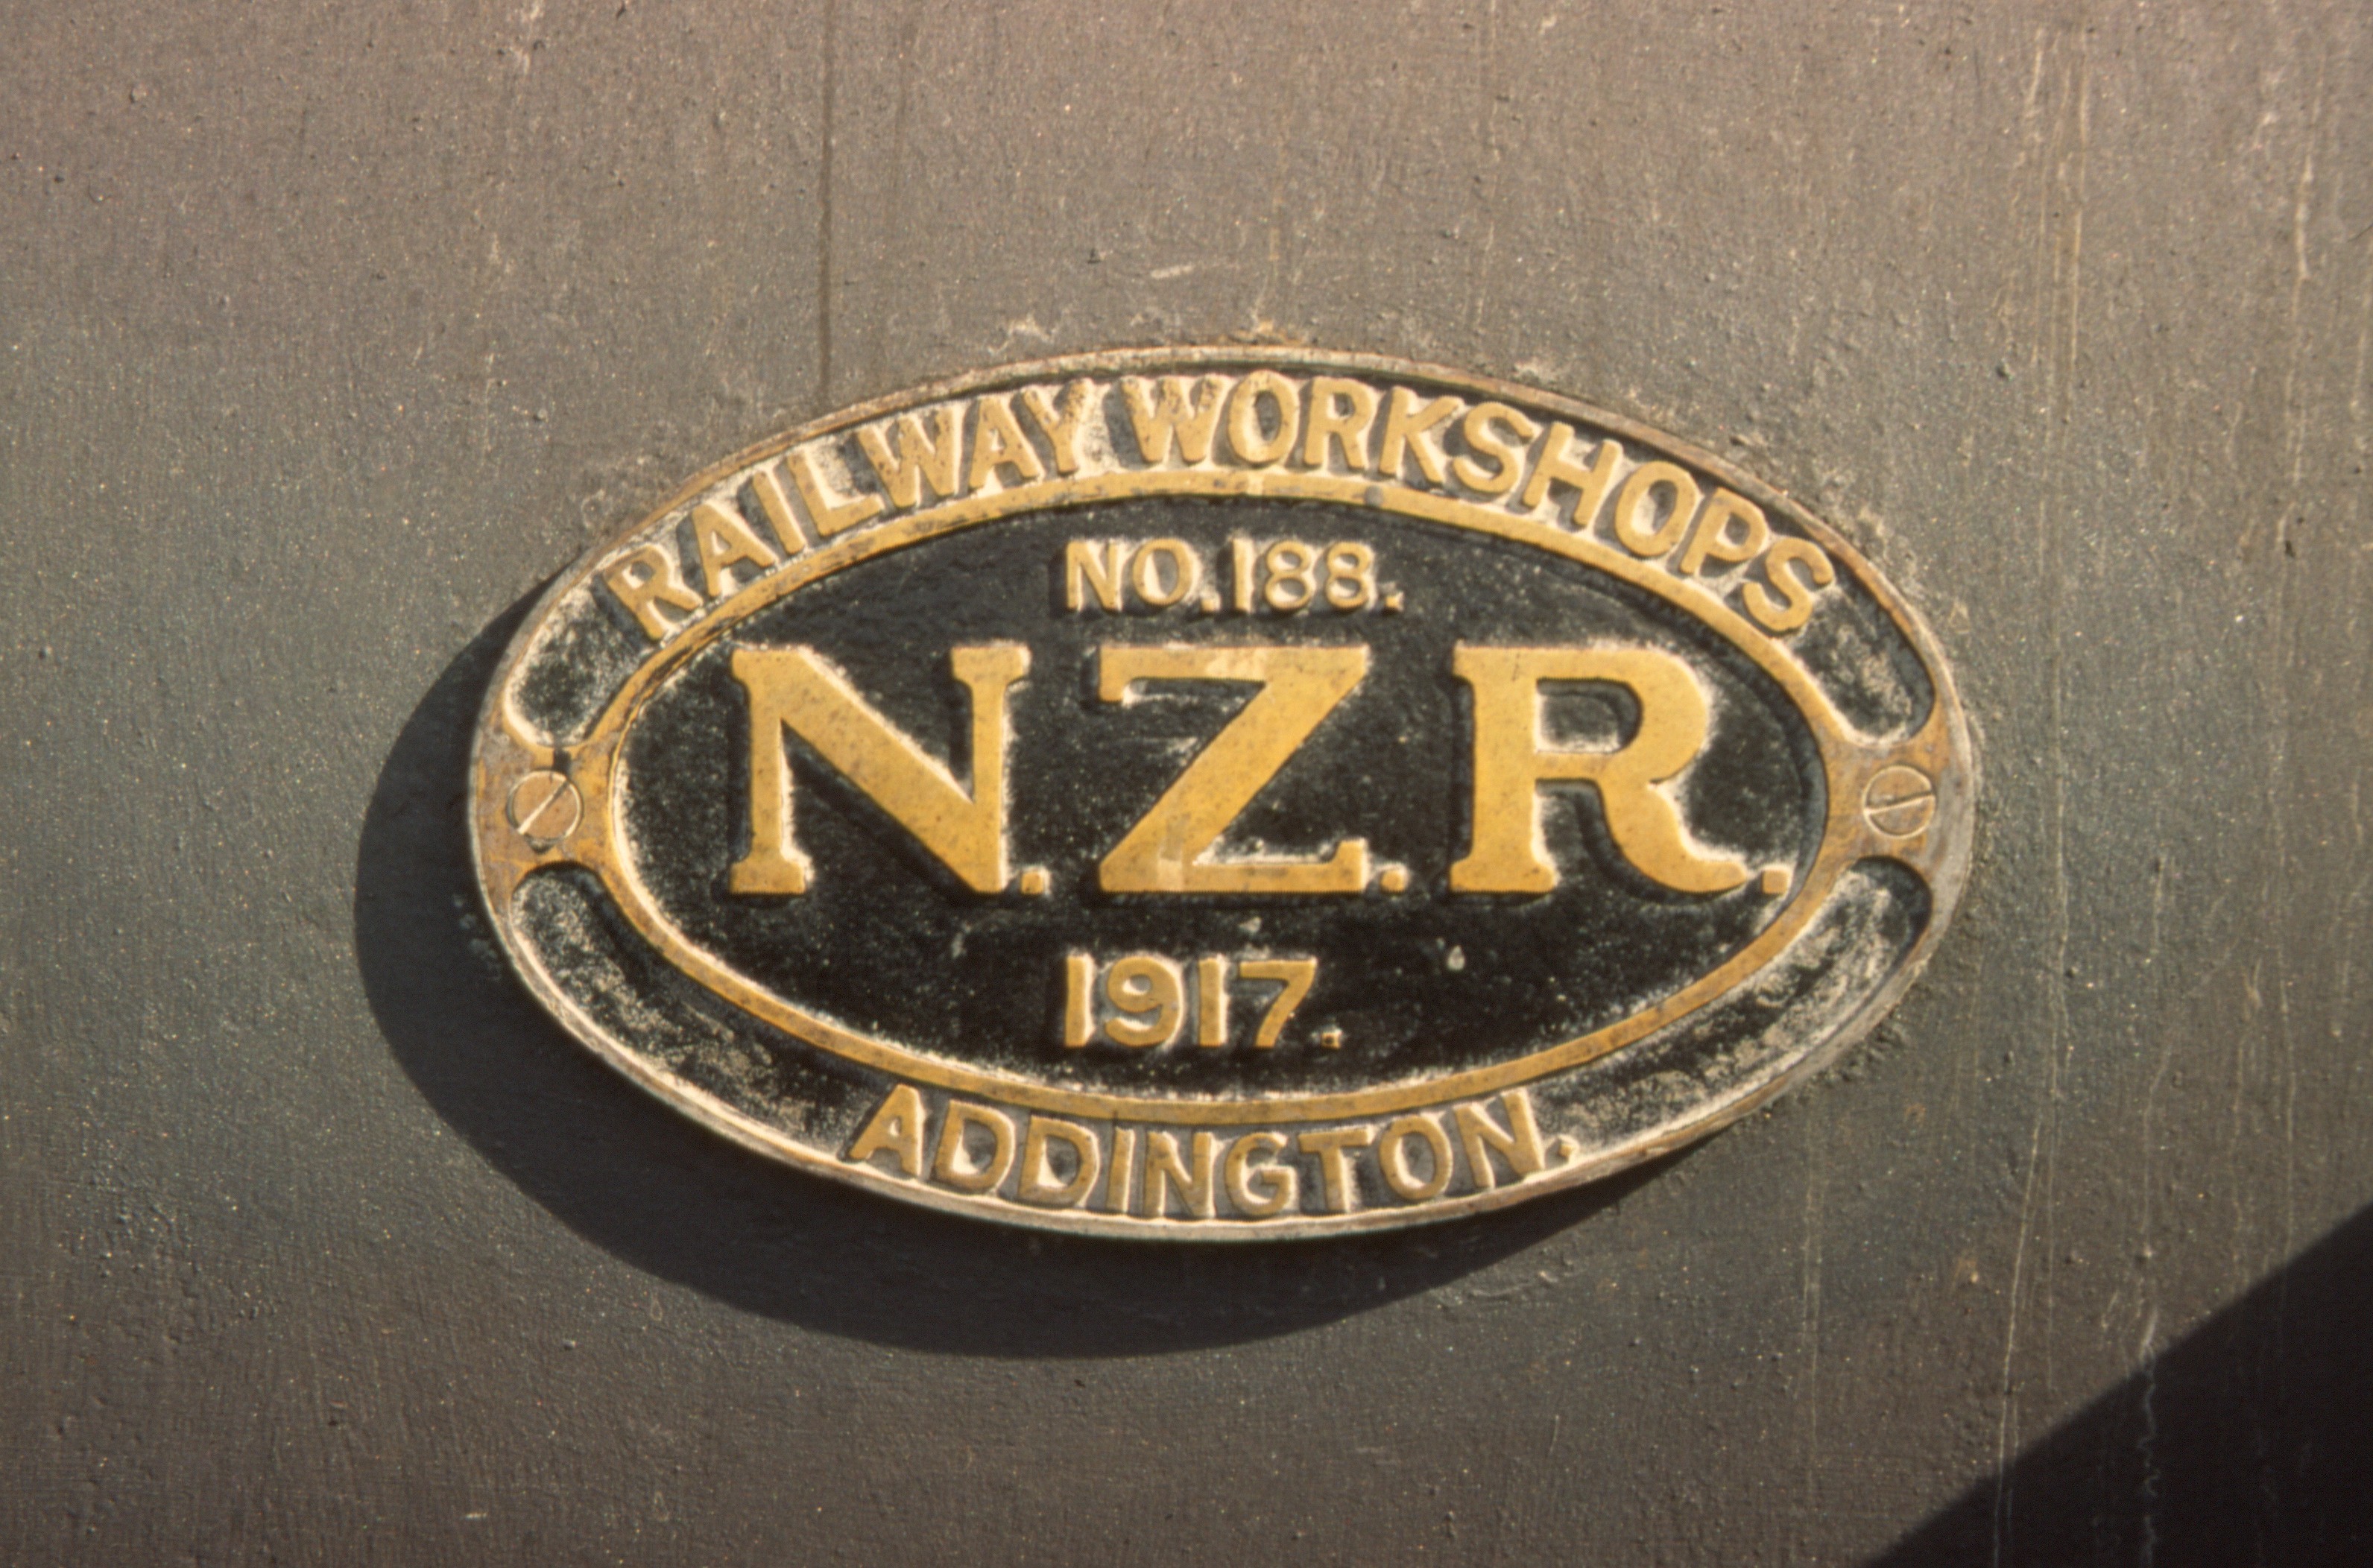 RAILWAY WORKSHOPS
NO.188.
N.Z.R.
1917.
ADDINGTON.